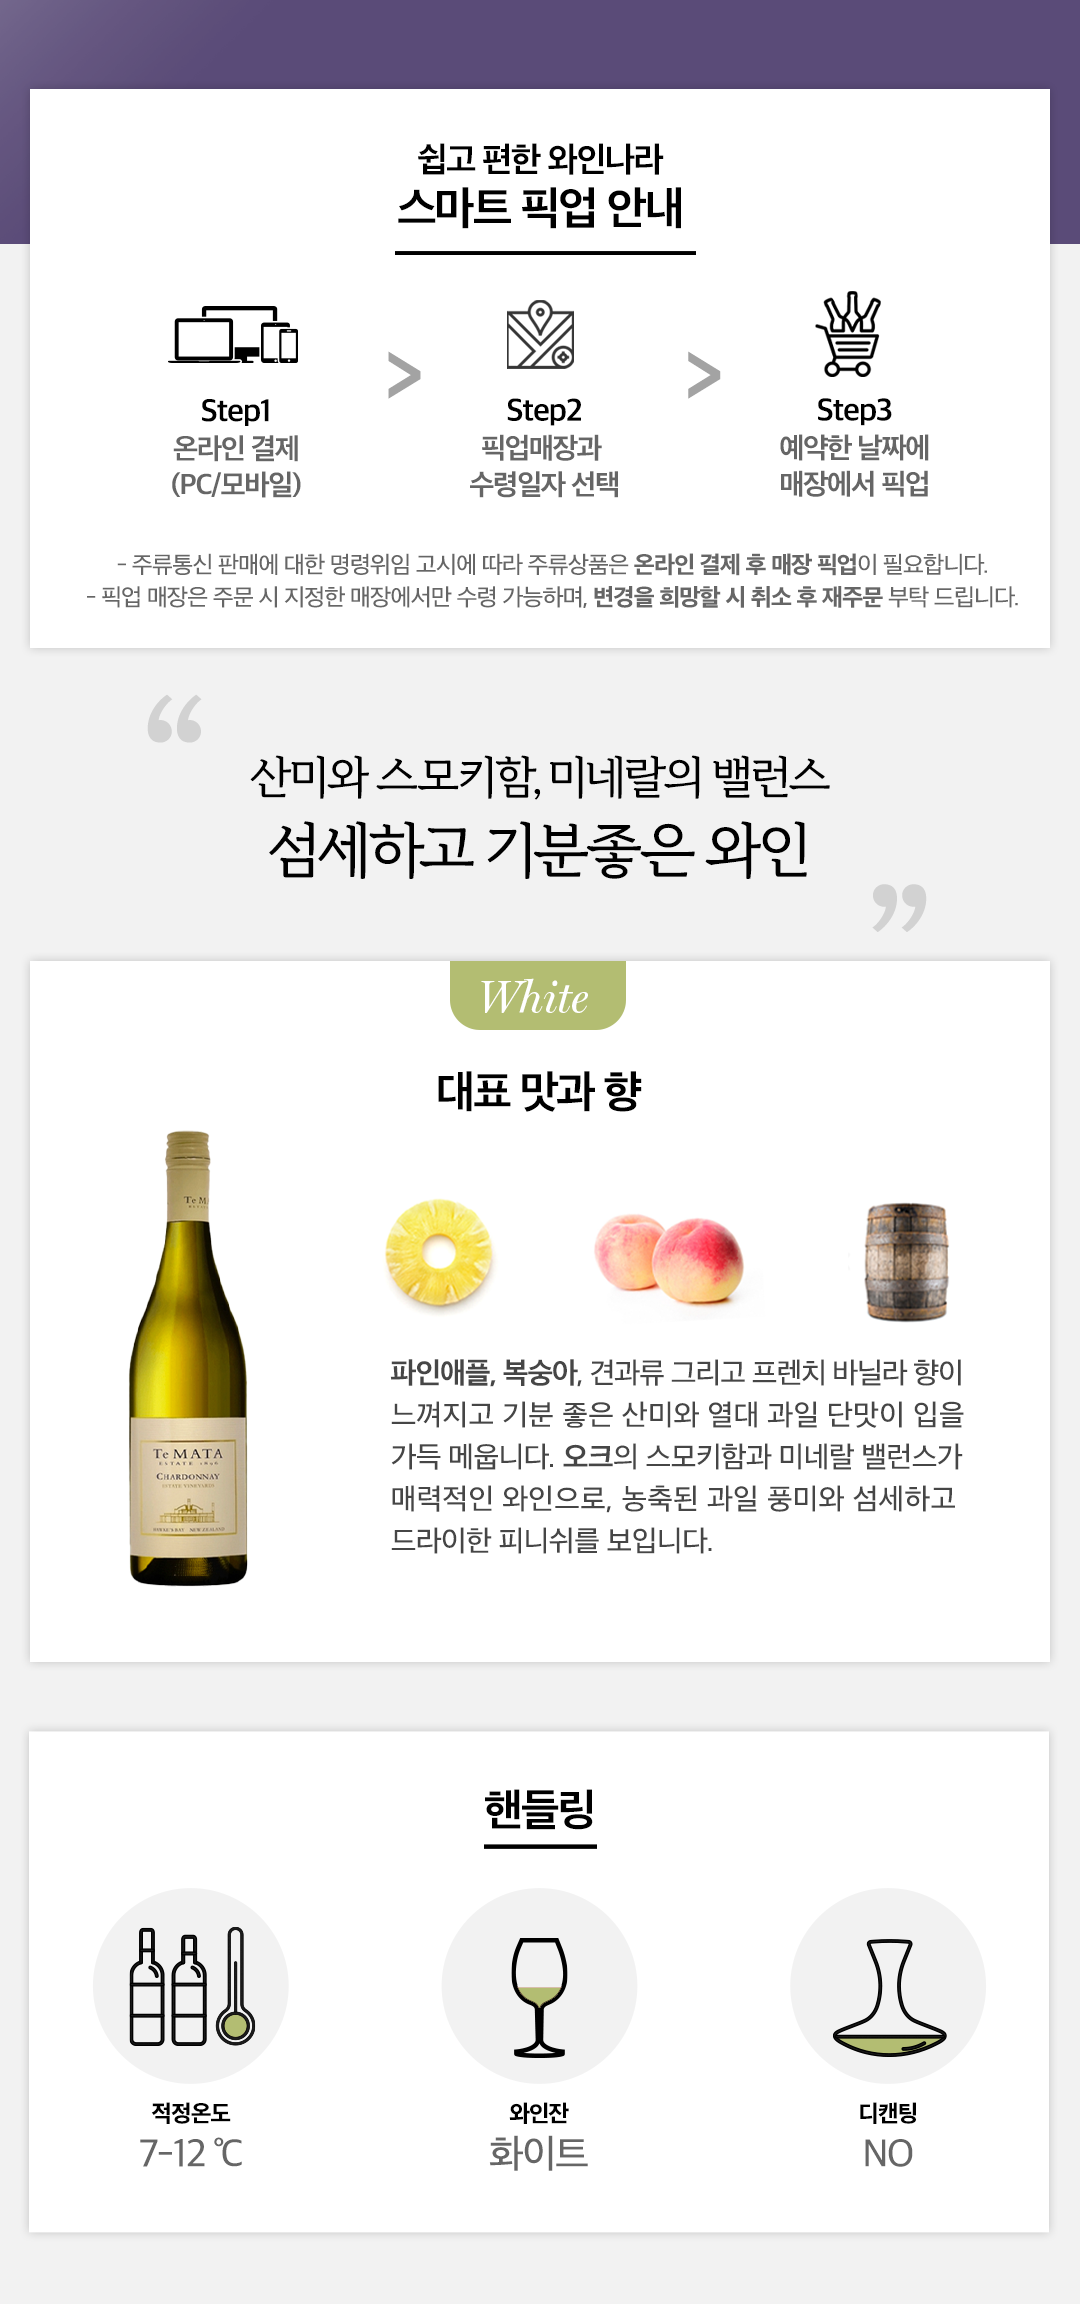 쉽고 편한 와인나라
스마트 픽업 안내
Step1
온라인 결제
(PC/모바일)
>
Step2
픽업매장과
수령일자 선택
>
Step3
예약한 날짜에
매장에서 픽업
- 주류통신 판매에 대한 명령위임 고시에 따라 주류상품은 온라인 결제 후 매장 픽업이 필요합니다.
- 픽업 매장은 주문 시 지정한 매장에서만 수령 가능하며, 변경을 희망할 시 취소 후 재주문 부탁 드립니다.
“
산미와 스모키함, 미네랄의 밸런스
섬세하고 기분좋은 와인
”
White
대표 맛과 향
Te M
Te MATA
ESTATE 1896
CHARDONNAY
ESTATE VINEYARDS
HAWKE'S BAY NEW ZEALAND
파인애플, 복숭아, 견과류 그리고 프렌치 바닐라 향이
느껴지고 기분 좋은 산미와 열대 과일 단맛이 입을
가득 메웁니다. 오크의 스모키함과 미네랄 밸런스가
매력적인 와인으로, 농축된 과일 풍미와 섬세하고
드라이한 피니쉬를 보입니다.
핸들링
적정온도
7-12 ℃
와인잔
화이트
디캔팅
NO